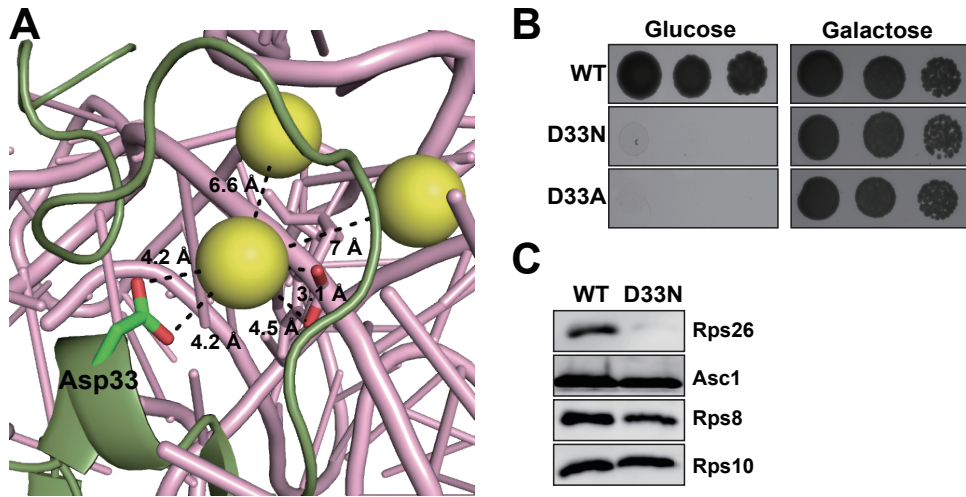 A
6.6 Å
7 Å
4.2 Å
3.1 Å
4.5 Å
4.2 Å
Asp33
B
Glucose Galactose
WT
D33N
D33A
C
WT D33N
Rps26
Asc1
Rps8
Rps10